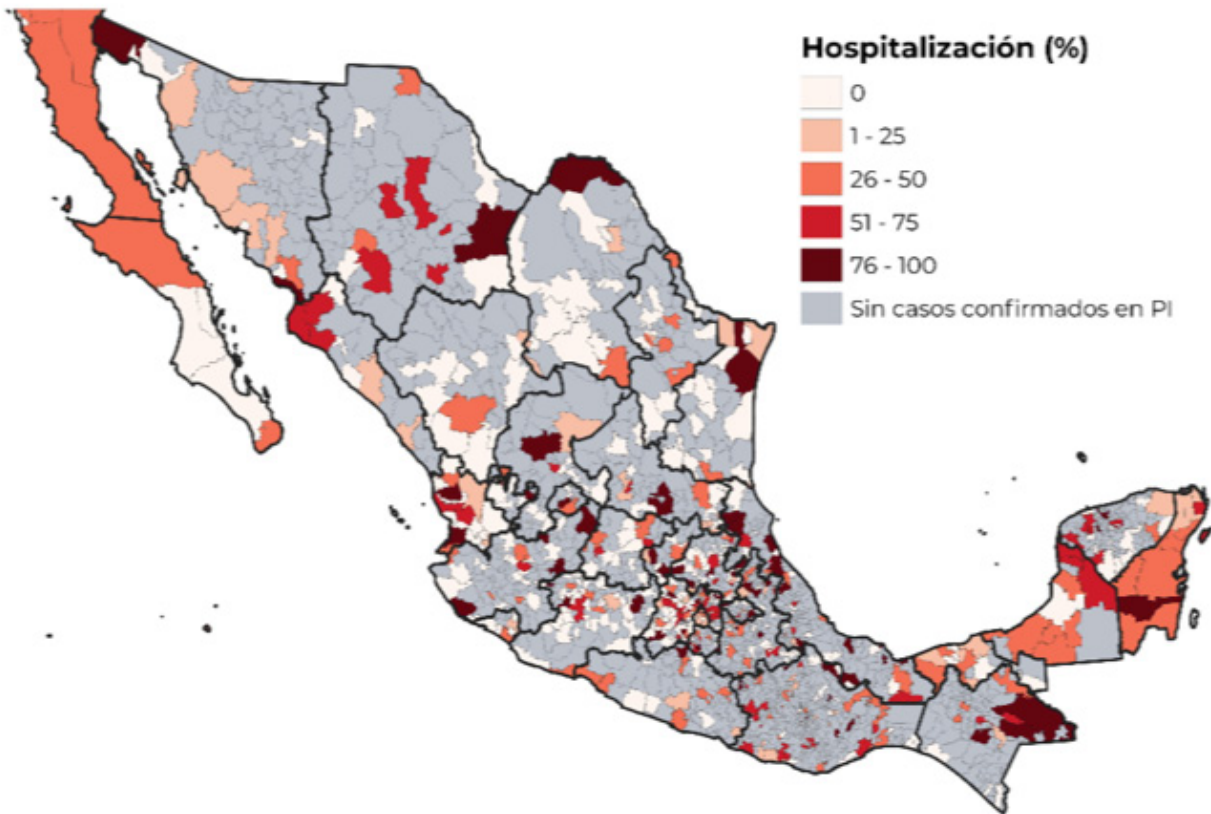 Hospitalización (%)
0
1 - 25
26 - 50
51 - 75
76 - 100
Sin casos confirmados en PI